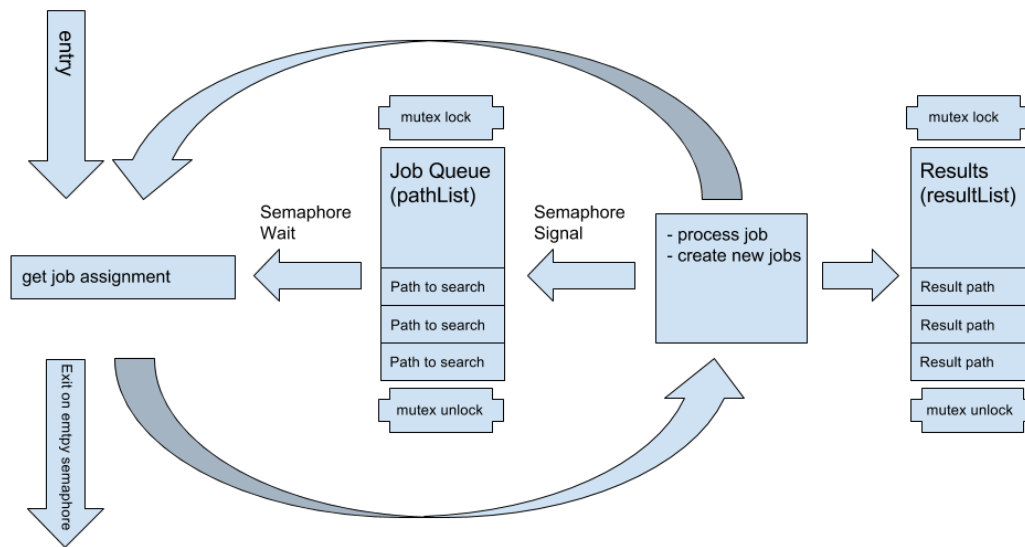 entry
mutex lock
Job Queue
(pathList)
Path to search
Path to search
Path to search
mutex unlock
Semaphore
Wait
Semaphore
Signal
get job assignment
- process job
- create new jobs
mutex lock
Results
(resultList)
Result path
Result path
Result path
mutex unlock
Exit on emtpy semaphore